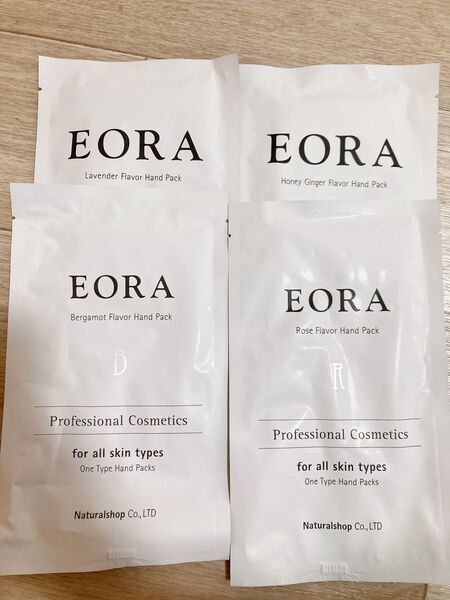 EORA
Lavender Flavor Hand Pack
EORA
Honey Ginger Flavor Hand Pack
EORA
Bergamot Flavor Hand Pack
B
Professional Cosmetics
for all skin types
One Type Hand Packs
Naturalshop Co.,LTD
EORA
Rose Flavor Hand Pack
R
Professional Cosmetics
for all skin types
One Type Hand Packs
Naturalshop Co.,LTD